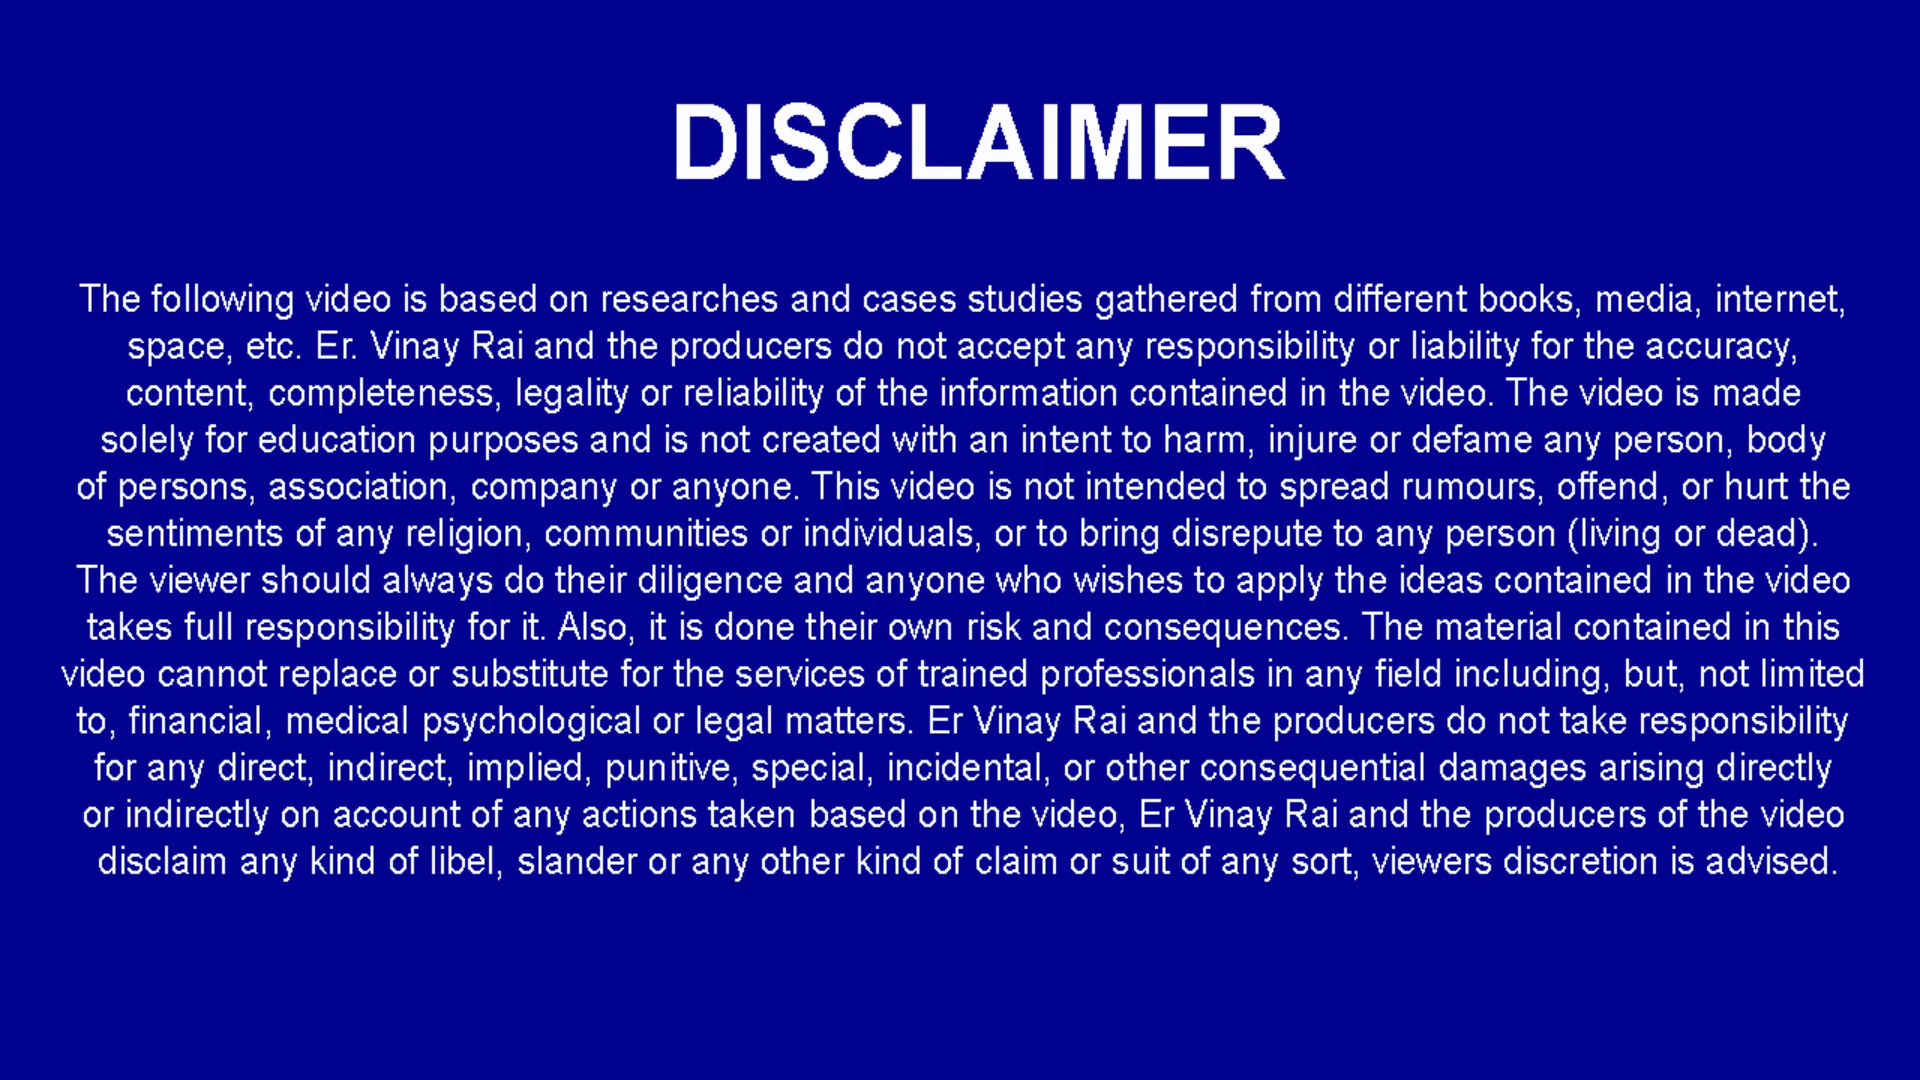 DISCLAIMER
The following video is based on researches and cases studies gathered from different books, media, internet,
space, etc. Er. Vinay Rai and the producers do not accept any responsibility or liability for the accuracy,
content, completeness, legality or reliability of the information contained in the video. The video is made
solely for education purposes and is not created with an intent to harm, injure or defame any person, body
of persons, association, company or anyone. This video is not intended to spread rumours, offend, or hurt the
sentiments of any religion, communities or individuals, or to bring disrepute to any person (living or dead).
The viewer should always do their diligence and anyone who wishes to apply the ideas contained in the video
takes full responsibility for it. Also, it is done their own risk and consequences. The material contained in this
video cannot replace or substitute for the services of trained professionals in any field including, but, not limited
to, financial, medical psychological or legal matters. Er Vinay Rai and the producers do not take responsibility
for any direct, indirect, implied, punitive, special, incidental, or other consequential damages arising directly
or indirectly on account of any actions taken based on the video, Er Vinay Rai and the producers of the video
disclaim any kind of libel, slander or any other kind of claim or suit of any sort, viewers discretion is advised.